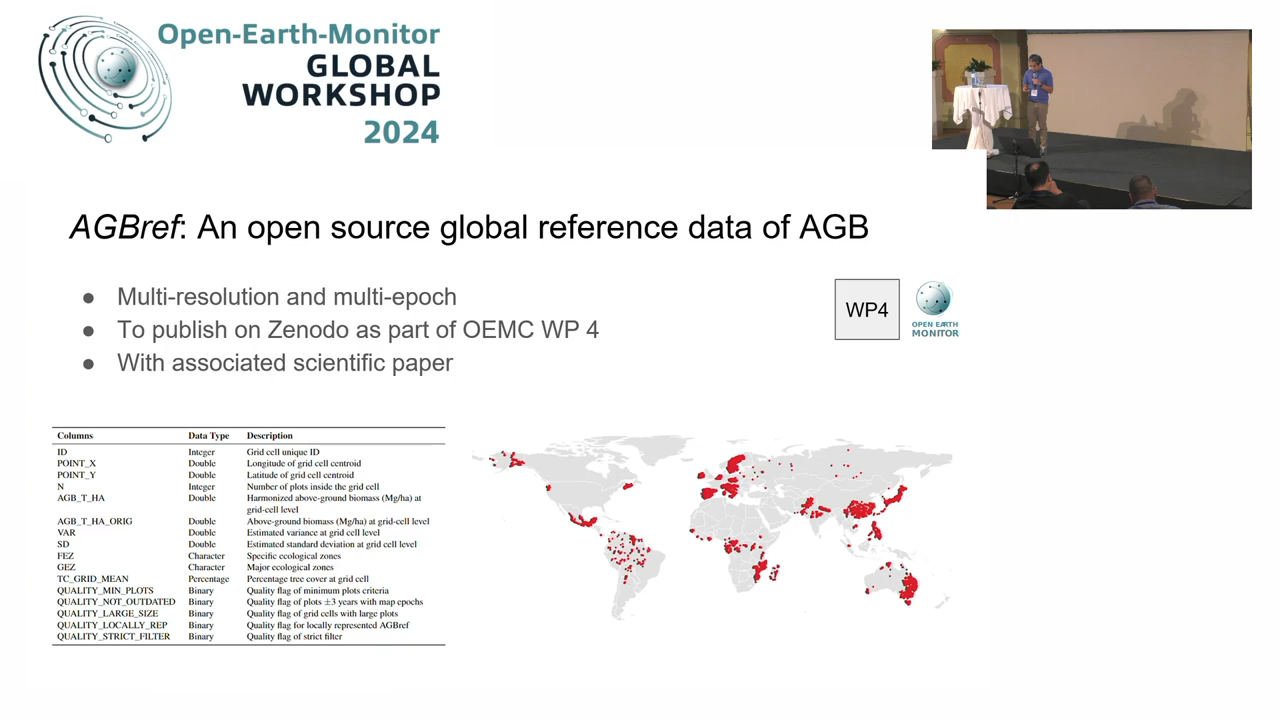 Open-Earth-Monitor
GLOBAL
WORKSHOP
2024
AGBref: An open source global reference data of AGB
● Multi-resolution and multi-epoch
● To publish on Zenodo as part of OEMC WP 4
● With associated scientific paper
WP4
OPEN EARTH
MONITOR
Columns Data Type Description
ID Integer Grid cell unique ID
POINT_X Double Longitude of grid cell centroid
POINT_Y Double Latitude of grid cell centroid
N Integer Number of plots inside the grid cell
AGB_T_HA Double Harmonized above-ground biomass (Mg/ha) at
grid-cell level
AGB_T_HA_ORIG Double Above-ground biomass (Mg/ha) at grid-cell level
VAR Double Estimated variance at grid cell level
SD Double Estimated standard deviation at grid cell level
FEZ Character Specific ecological zones
GEZ Character Major ecological zones
TC_GRID_MEAN Percentage Percentage tree cover at grid cell
QUALITY_MIN_PLOTS Binary Quality flag of minimum plots criteria
QUALITY_NOT_OUTDATED Binary Quality flag of plots ±3 years with map epochs
QUALITY_LARGE_SIZE Binary Quality flag of grid cells with large plots
QUALITY_LOCALLY_REP Binary Quality flag for locally represented AGBref
QUALITY_STRICT_FILTER Binary Quality flag of strict filter